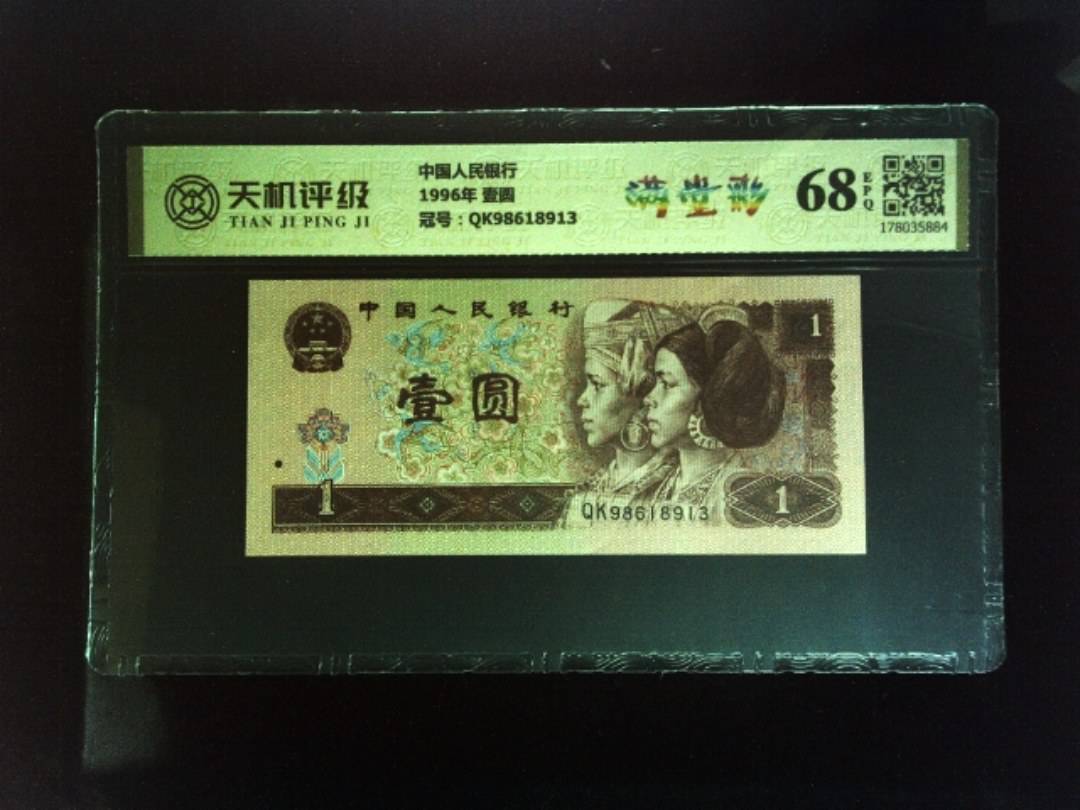 天机评级
TIAN JI PING JI
中国人民银行
1996年 壹圆
冠号：QK98618913
满堂彩
68
EPQ
178035884
中国人民银行
1
壹圆
1
QK98618913
1